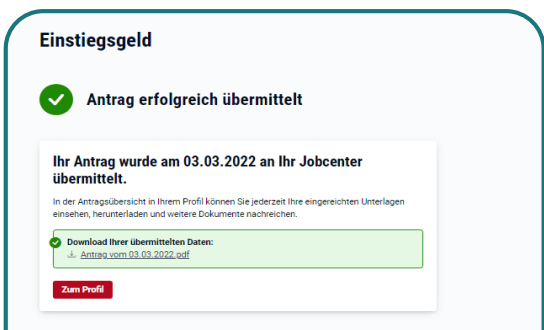 Einstiegsgeld
Antrag erfolgreich übermittelt
Ihr Antrag wurde am 03.03.2022 an Ihr Jobcenter
übermittelt.
In der Antragsübersicht in Ihrem Profil können Sie jederzeit Ihre eingereichten Unterlagen
einsehen, herunterladen und weitere Dokumente nachreichen.
Download Ihrer übermittelten Daten:
Antrag vom 03.03.2022.pdf
Zum Profil